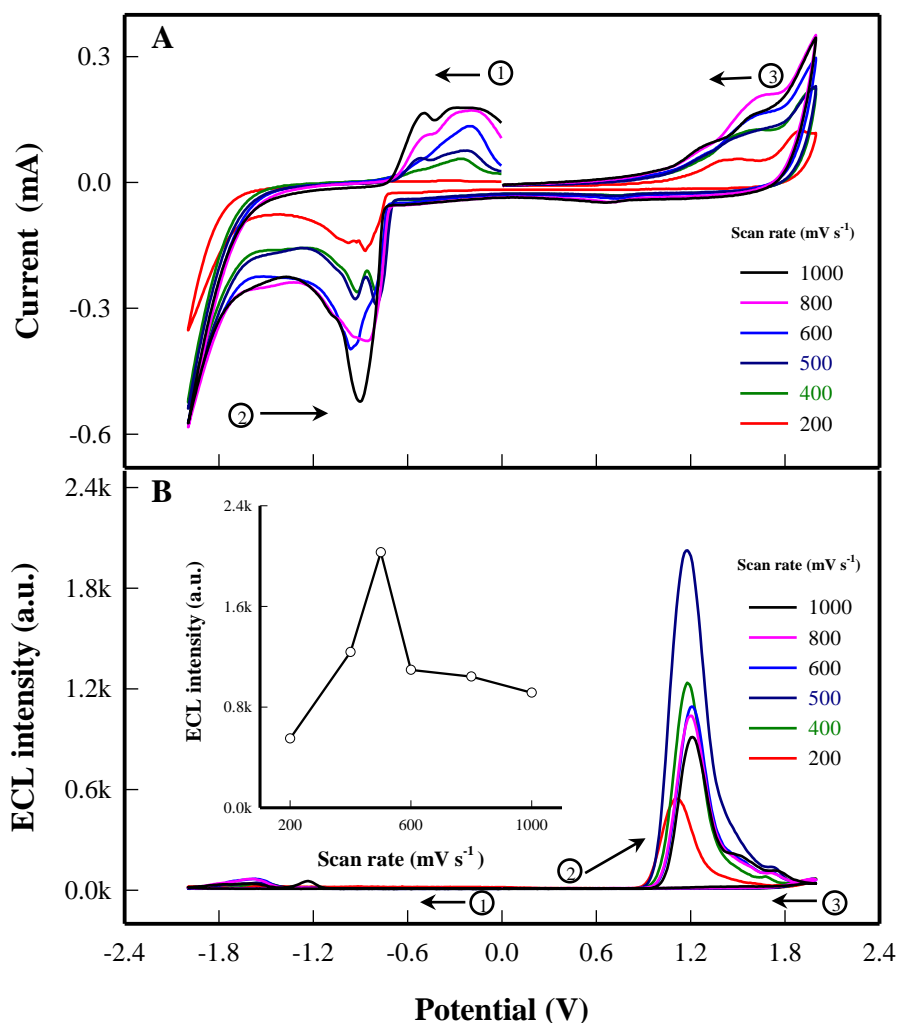 A
0.3
0.0
-0.3
-0.6
Current (mA)
1
3
2
Scan rate (mV s-1)
1000
800
600
500
400
200
B
2.4k
1.8k
1.2k
0.6k
0.0k
ECL intensity (a.u.)
2.4k
1.6k
0.8k
0.0k
ECL intensity (a.u.)
200 600 1000
Scan rate (mV s-1)
Scan rate (mV s-1)
1000
800
600
500
400
200
2
1
3
-2.4 -1.8 -1.2 -0.6 0.0 0.6 1.2 1.8 2.4
Potential (V)